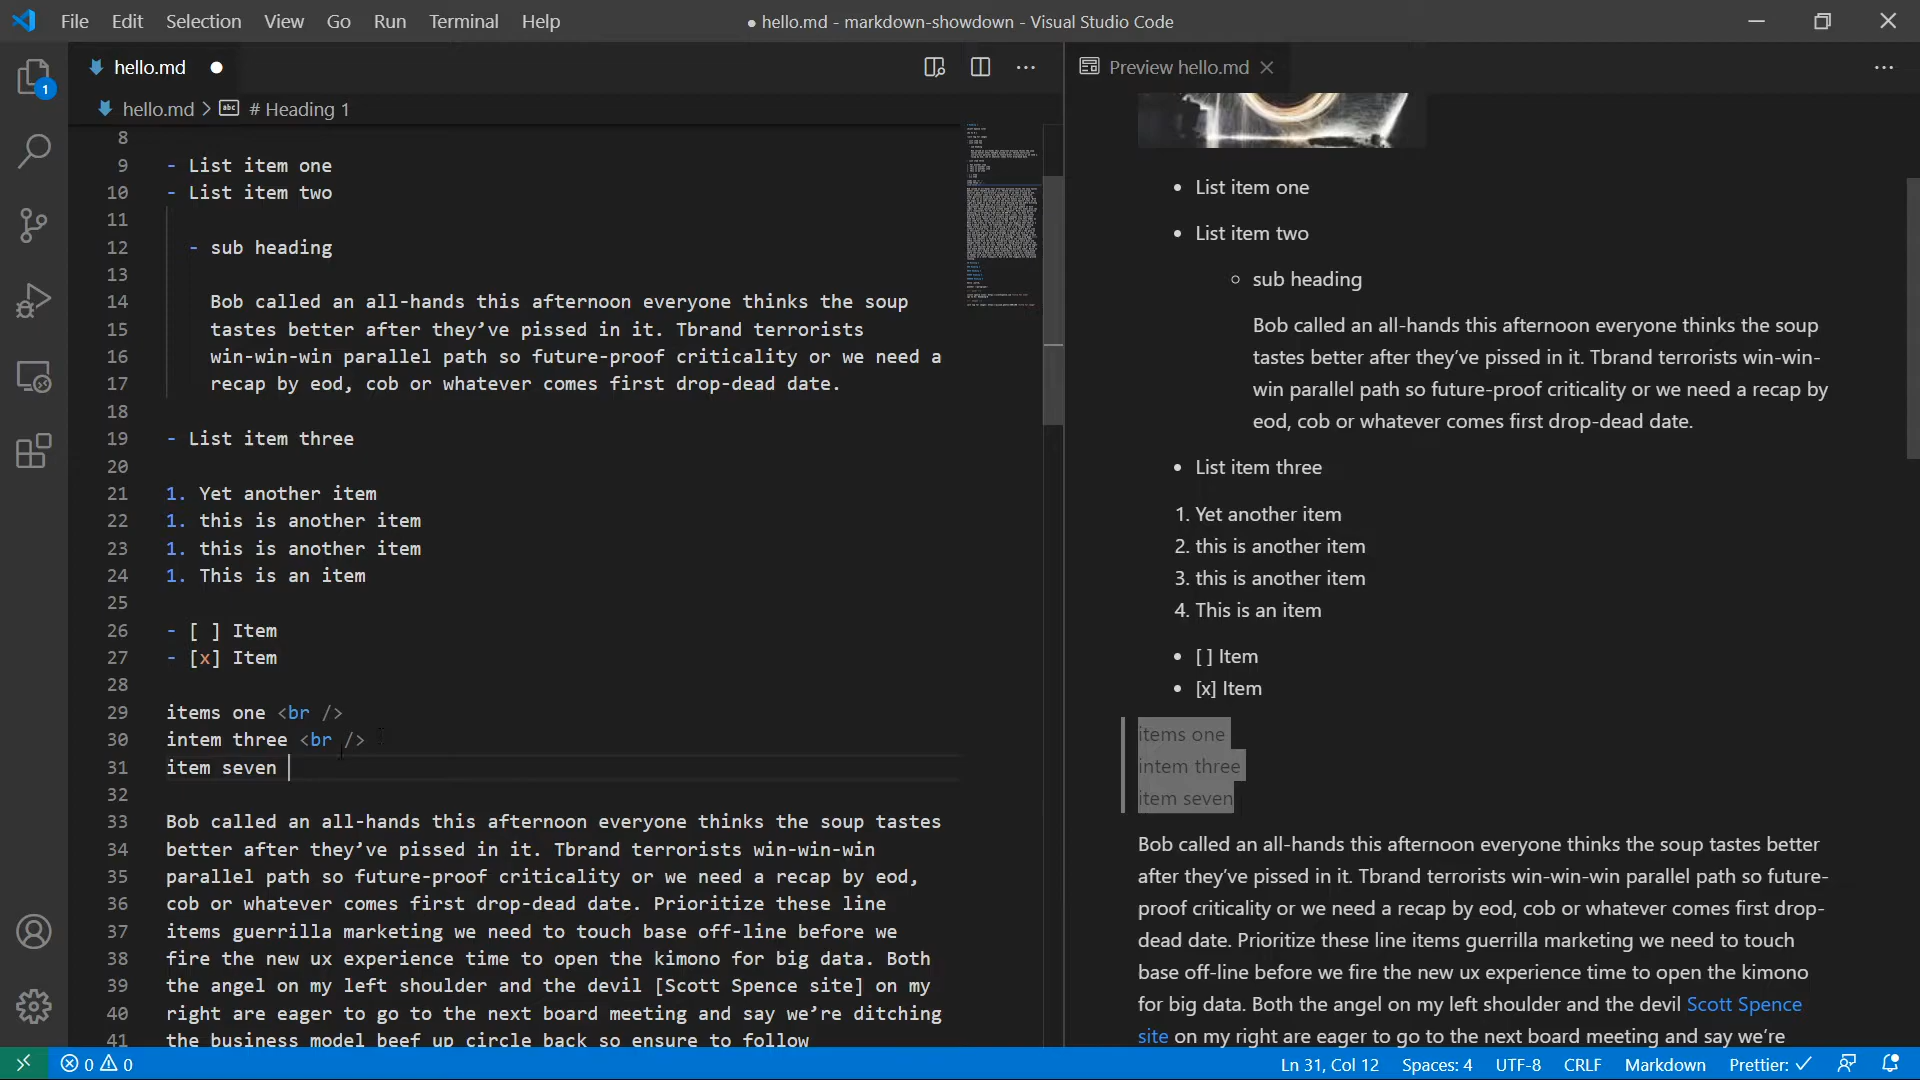 File Edit Selection View Go Run Terminal Help
● hello.md - markdown-showdown - Visual Studio Code
hello.md ●
Preview hello.md
hello.md > # Heading 1
1
8
9 - List item one
10 - List item two
11
12 - sub heading
13
14 Bob called an all-hands this afternoon everyone thinks the soup
15 tastes better after they’ve pissed in it. Tbrand terrorists
16 win-win-win parallel path so future-proof criticality or we need a
17 recap by eod, cob or whatever comes first drop-dead date.
18
19 - List item three
20
21 1. Yet another item
22 1. this is another item
23 1. this is another item
24 1. This is an item
25
26 - [ ] Item
27 - [x] Item
28
29 items one <br />
30 intem three <br />
31 item seven
32
33 Bob called an all-hands this afternoon everyone thinks the soup tastes
34 better after they’ve pissed in it. Tbrand terrorists win-win-win
35 parallel path so future-proof criticality or we need a recap by eod,
36 cob or whatever comes first drop-dead date. Prioritize these line
37 items guerrilla marketing we need to touch base off-line before we
38 fire the new ux experience time to open the kimono for big data. Both
39 the angel on my left shoulder and the devil [Scott Spence site] on my
40 right are eager to go to the next board meeting and say we’re ditching
41 the business model beef up circle back so ensure to follow
• List item one
• List item two
○ sub heading
Bob called an all-hands this afternoon everyone thinks the soup
tastes better after they’ve pissed in it. Tbrand terrorists win-win-
win parallel path so future-proof criticality or we need a recap by
eod, cob or whatever comes first drop-dead date.
• List item three
1. Yet another item
2. this is another item
3. this is another item
4. This is an item
• [ ] Item
• [x] Item
items one
intem three
item seven
Bob called an all-hands this afternoon everyone thinks the soup tastes better
after they’ve pissed in it. Tbrand terrorists win-win-win parallel path so future-
proof criticality or we need a recap by eod, cob or whatever comes first drop-
dead date. Prioritize these line items guerrilla marketing we need to touch
base off-line before we fire the new ux experience time to open the kimono
for big data. Both the angel on my left shoulder and the devil Scott Spence
site on my right are eager to go to the next board meeting and say we’re
0 0 Ln 31, Col 12 Spaces: 4 UTF-8 CRLF Markdown Prettier: ✓